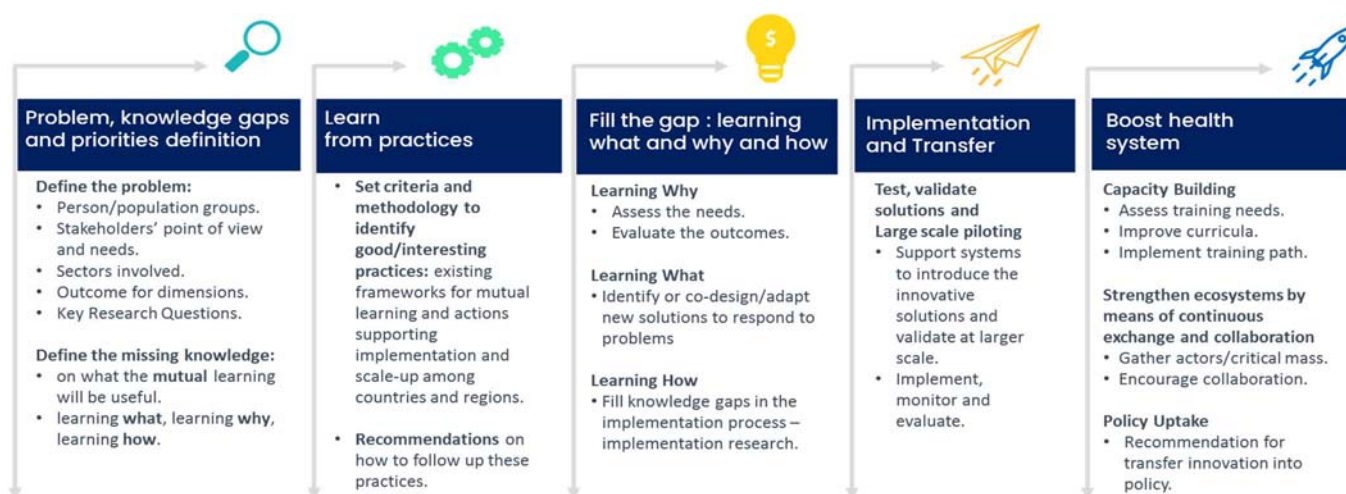 $
Problem, knowledge gaps
and priorities definition
Define the problem:
• Person/population groups.
• Stakeholders' point of view
and needs.
• Sectors involved.
• Outcome for dimensions.
• Key Research Questions.
Define the missing knowledge:
• on what the mutual learning
will be useful.
• learning what, learning why,
learning how.
Learn
from practices
• Set criteria and
methodology to
identify
good/interesting
practices: existing
frameworks for mutual
learning and actions
supporting
implementation and
scale-up among
countries and regions.
• Recommendations on
how to follow up these
practices.
Fill the gap : learning
what and why and how
Learning Why
• Assess the needs.
• Evaluate the outcomes.
Learning What
• Identify or co-design/adapt
new solutions to respond to
problems
Learning How
• Fill knowledge gaps in the
implementation process –
implementation research.
Implementation
and Transfer
Test, validate
solutions and
Large scale piloting
• Support systems
to introduce the
innovative
solutions and
validate at larger
scale.
• Implement,
monitor and
evaluate.
Boost health
system
Capacity Building
• Assess training needs.
• Improve curricula.
• Implement training path.
Strengthen ecosystems by
means of continuous
exchange and collaboration
• Gather actors/critical mass.
• Encourage collaboration.
Policy Uptake
• Recommendation for
transfer innovation into
policy.